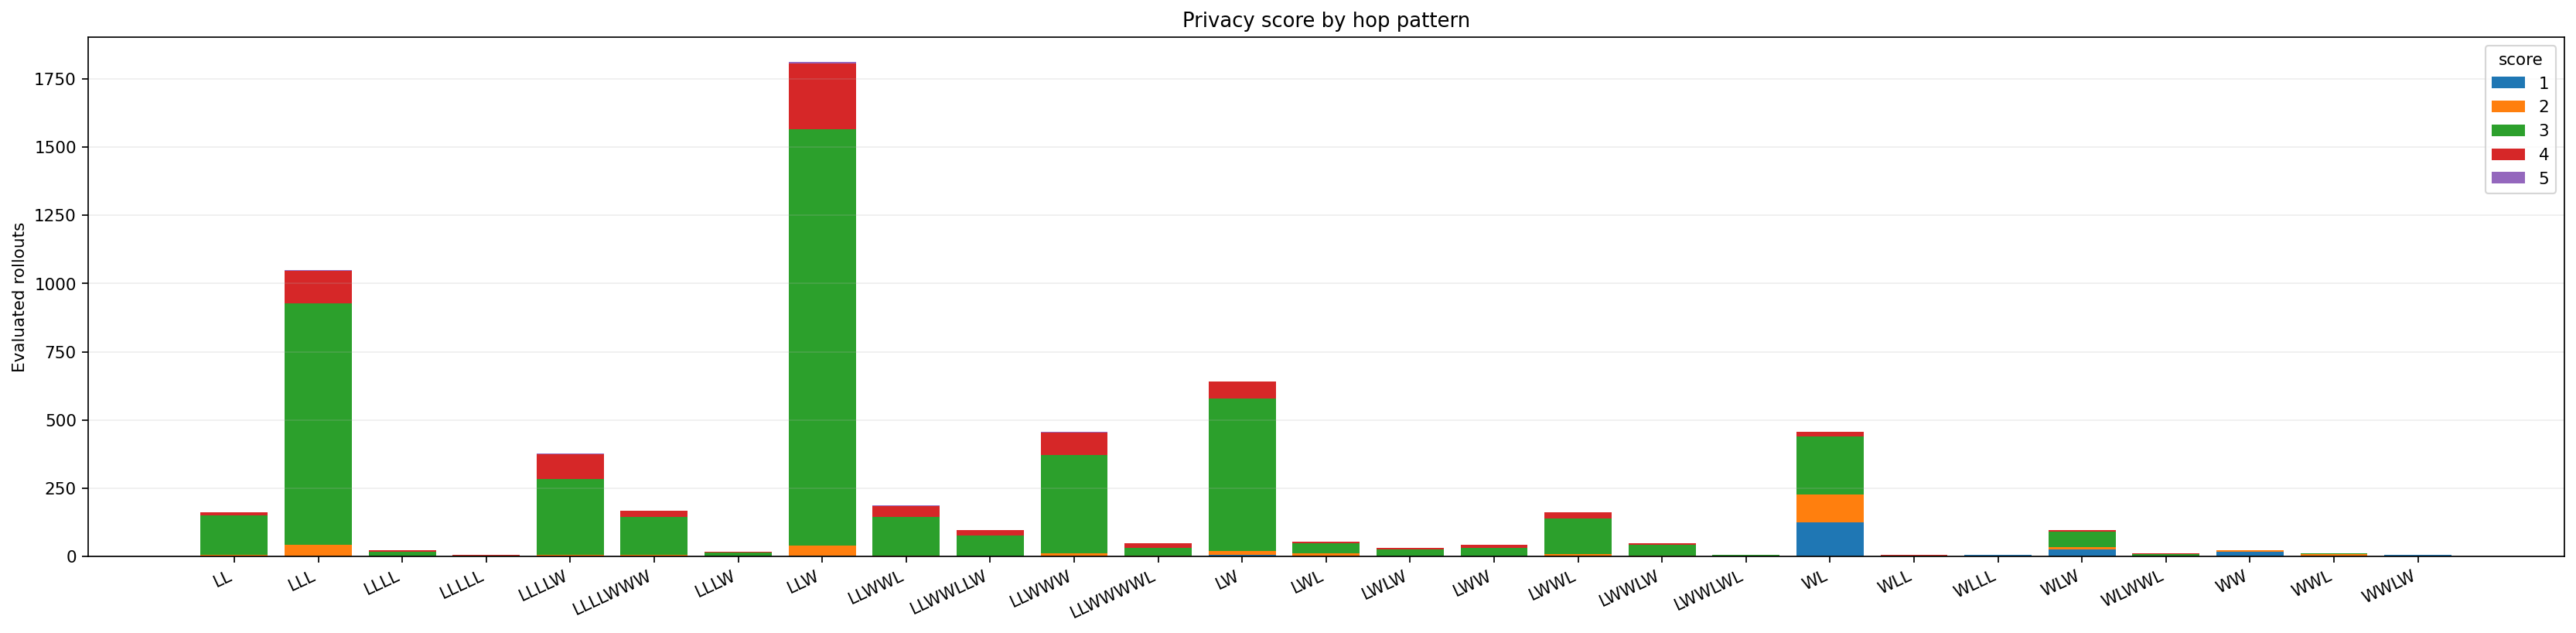 Privacy score by hop pattern
score
1
2
3
4
5
Evaluated rollouts
1750
1500
1250
1000
750
500
250
0
LL
LLL
LLLL
LLLLL
LLLLW
LLLLWWW
LLLW
LLW
LLWWL
LLWWLLW
LLWWW
LLWWWWL
LW
LWL
LWLW
LWW
LWWL
LWWLW
LWWLWL
WL
WLL
WLLL
WLW
WLWWL
WW
WWL
WWLW